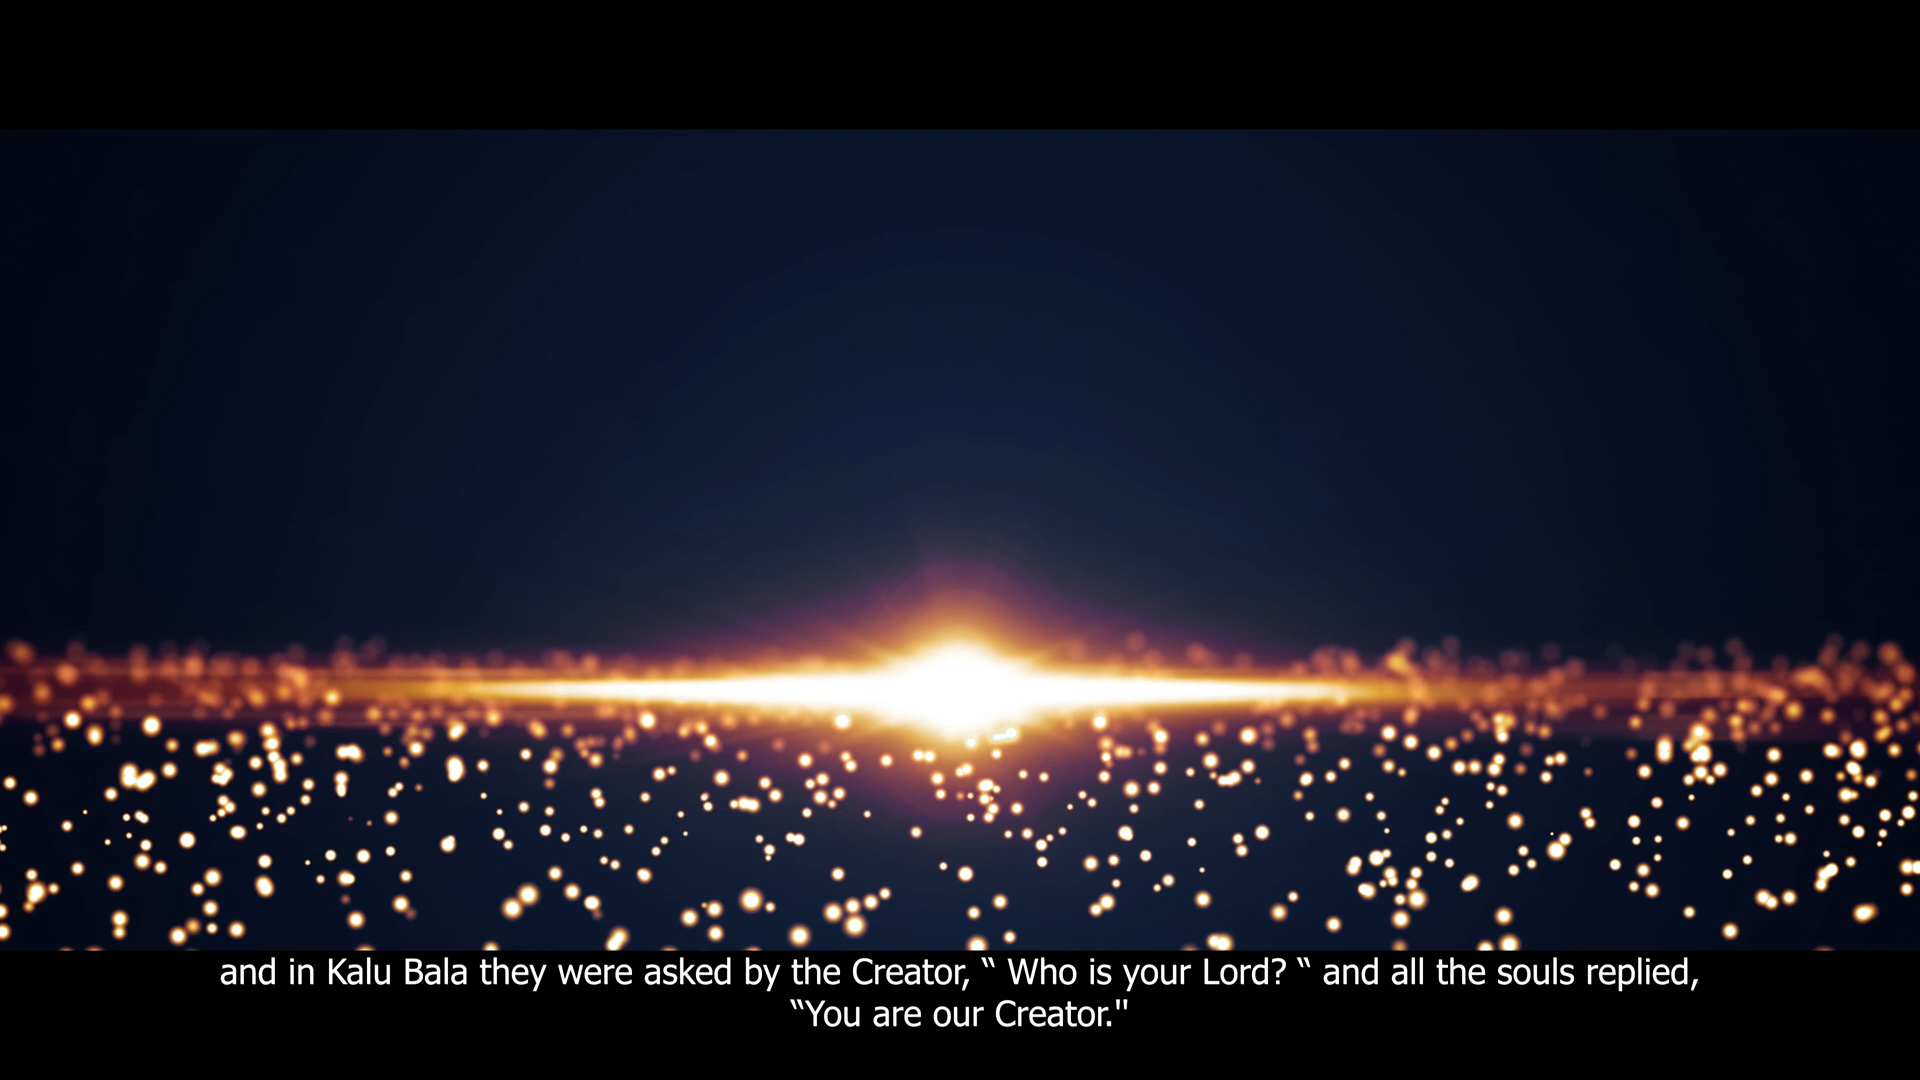 and in Kalu Bala they were asked by the Creator, “ Who is your Lord? “ and all the souls replied,
“You are our Creator."